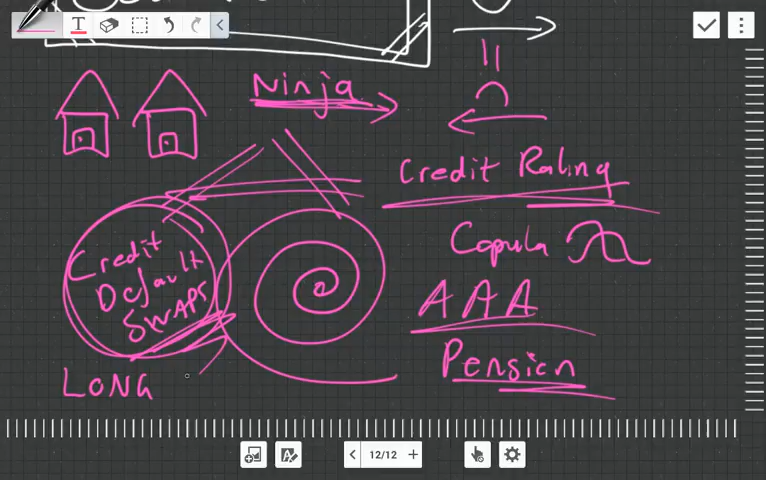 T
Ninja
Credit Rating
Copula
Credit
Default
SWAPS
AAA
Pension
LONG
12/12